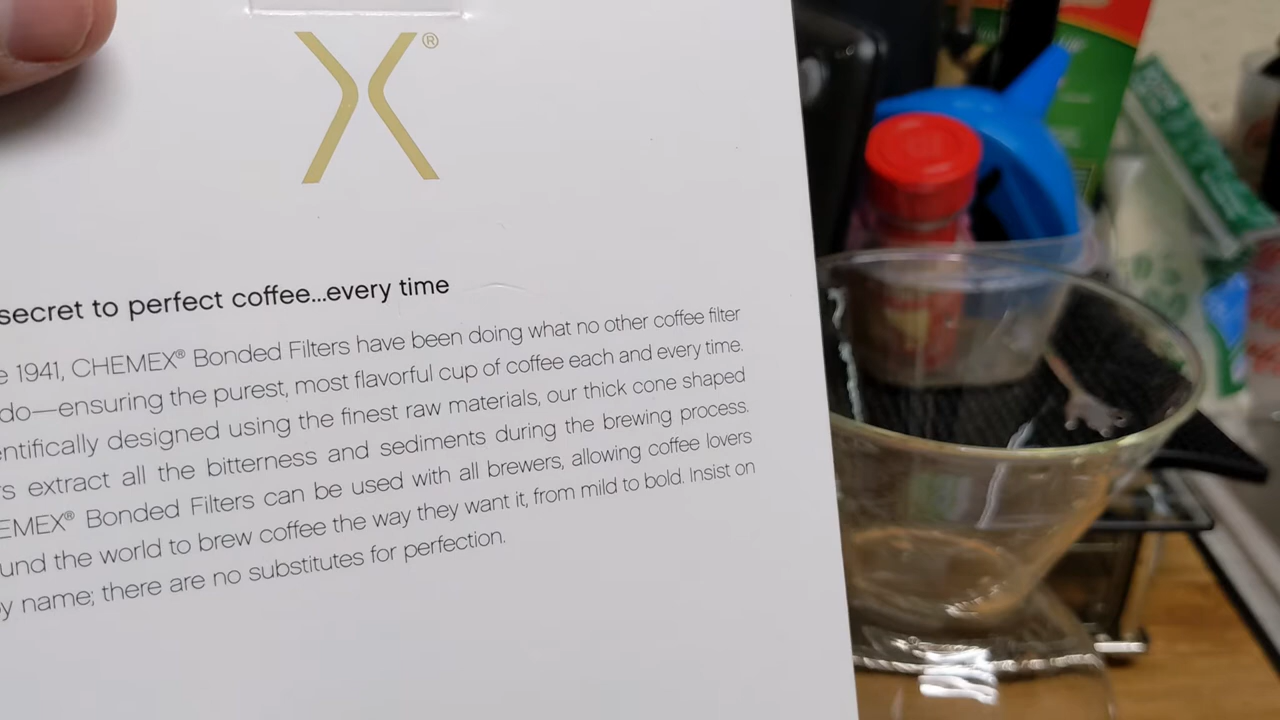 ®
secret to perfect coffee...every time
1941, CHEMEX® Bonded Filters have been doing what no other coffee filter
do—ensuring the purest, most flavorful cup of coffee each and every time.
designed using the finest raw materials, our thick cone shaped
extract all the bitterness and sediments during the brewing process.
Bonded Filters can be used with all brewers, allowing coffee lovers
the world to brew coffee the way they want it, from mild to bold. Insist on
name; there are no substitutes for perfection.